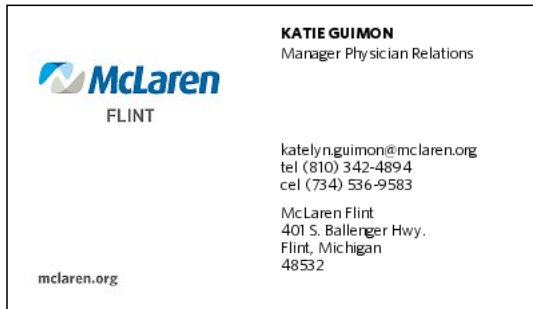 McLaren
FLINT
mclaren.org
KATIE GUIMON
Manager Physician Relations
katelyn.guimon@mclaren.org
tel (810) 342-4894
cel (734) 536-9583
McLaren Flint
401 S. Ballenger Hwy.
Flint, Michigan
48532